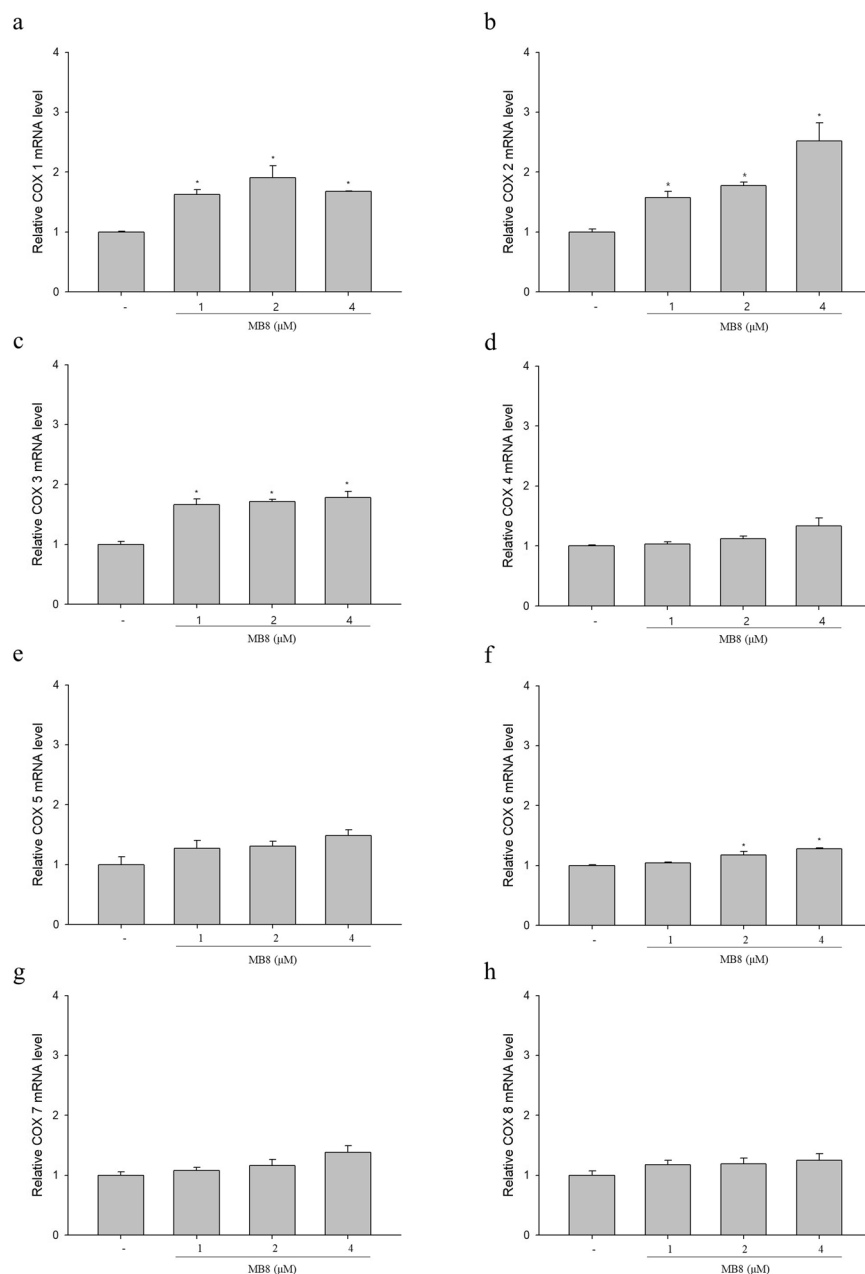 a
Relative COX 1 mRNA level
4
3
2
1
0
- 1 2 4
MB8 (μM)
b
Relative COX 2 mRNA level
4
3
2
1
0
- 1 2 4
MB8 (μM)
c
Relative COX 3 mRNA level
4
3
2
1
0
- 1 2 4
MB8 (μM)
d
Relative COX 4 mRNA level
4
3
2
1
0
- 1 2 4
MB8 (μM)
e
Relative COX 5 mRNA level
4
3
2
1
0
- 1 2 4
MB8 (μM)
f
Relative COX 6 mRNA level
4
3
2
1
0
- 1 2 4
MB8 (μM)
g
Relative COX 7 mRNA level
4
3
2
1
0
- 1 2 4
MB8 (μM)
h
Relative COX 8 mRNA level
4
3
2
1
0
- 1 2 4
MB8 (μM)